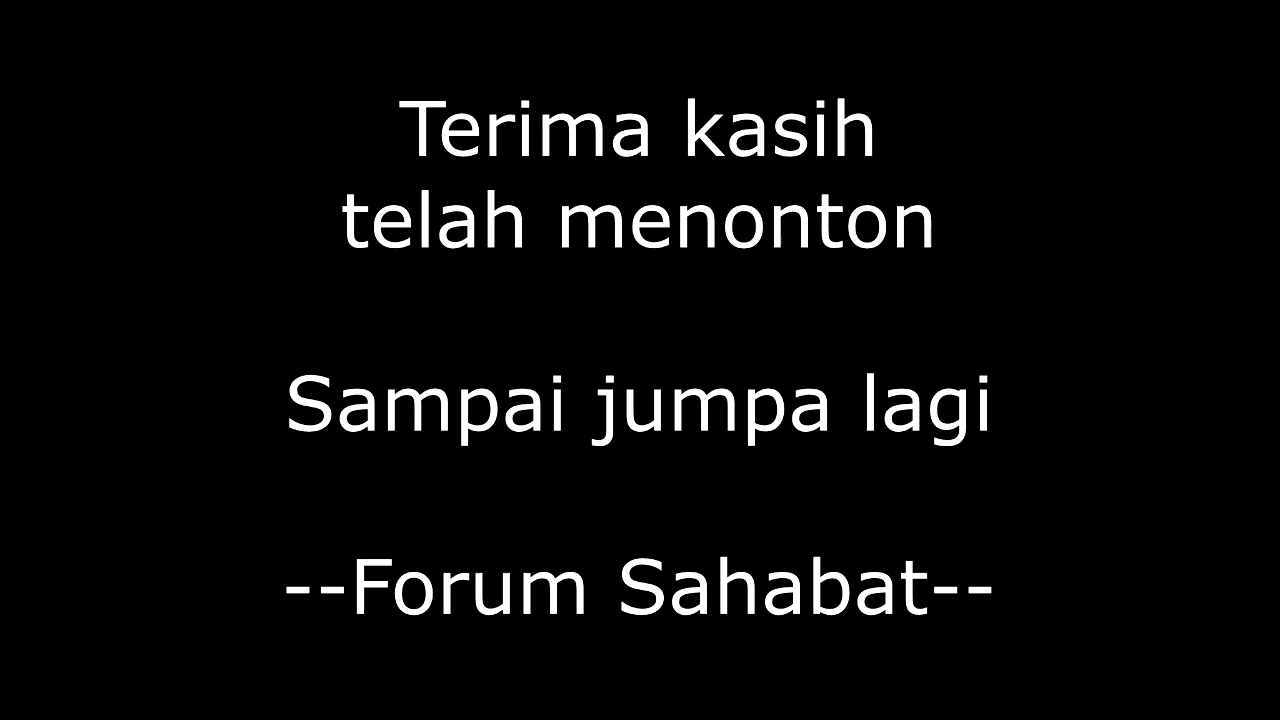 Terima kasih
telah menonton
Sampai jumpa lagi
--Forum Sahabat--